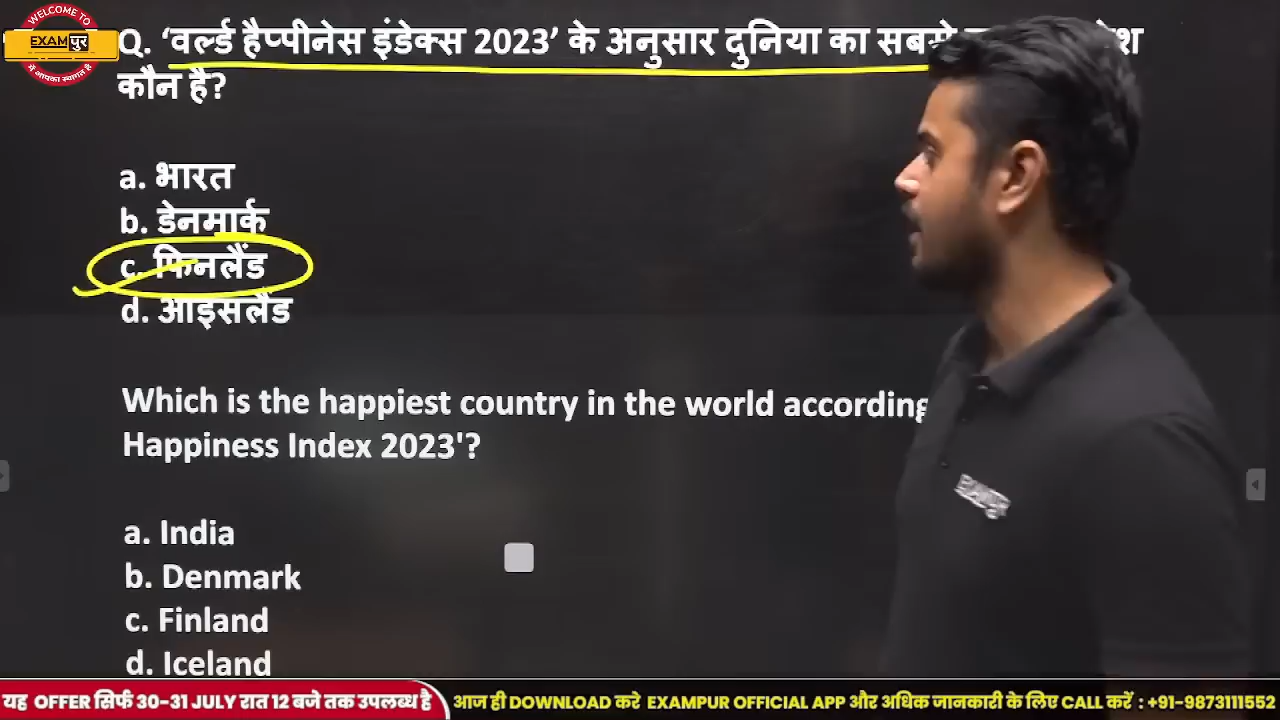 WELCOME TO
EXAMपुर
में आपका स्वागत है
Q. ‘वर्ल्ड हैप्पीनेस इंडेक्स 2023’ के अनुसार दुनिया का
कौन है?
a. भारत
b. डेनमार्क
c. फिनलैंड
d. आइसलैंड
Which is the happiest country in the world according
Happiness Index 2023'?
a. India
b. Denmark
c. Finland
d. Iceland
यह OFFER सिर्फ 30-31 JULY रात 12 बजे तक उपलब्ध है
आज ही DOWNLOAD करे EXAMPUR OFFICIAL APP और अधिक जानकारी के लिए CALL करें : +91-9873111552